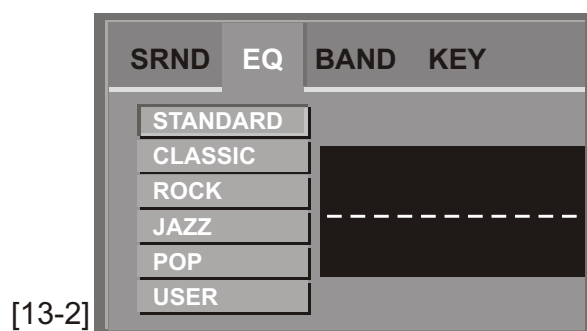 SRND EQ BAND KEY
STANDARD
CLASSIC
ROCK
JAZZ
POP
USER
[13-2]